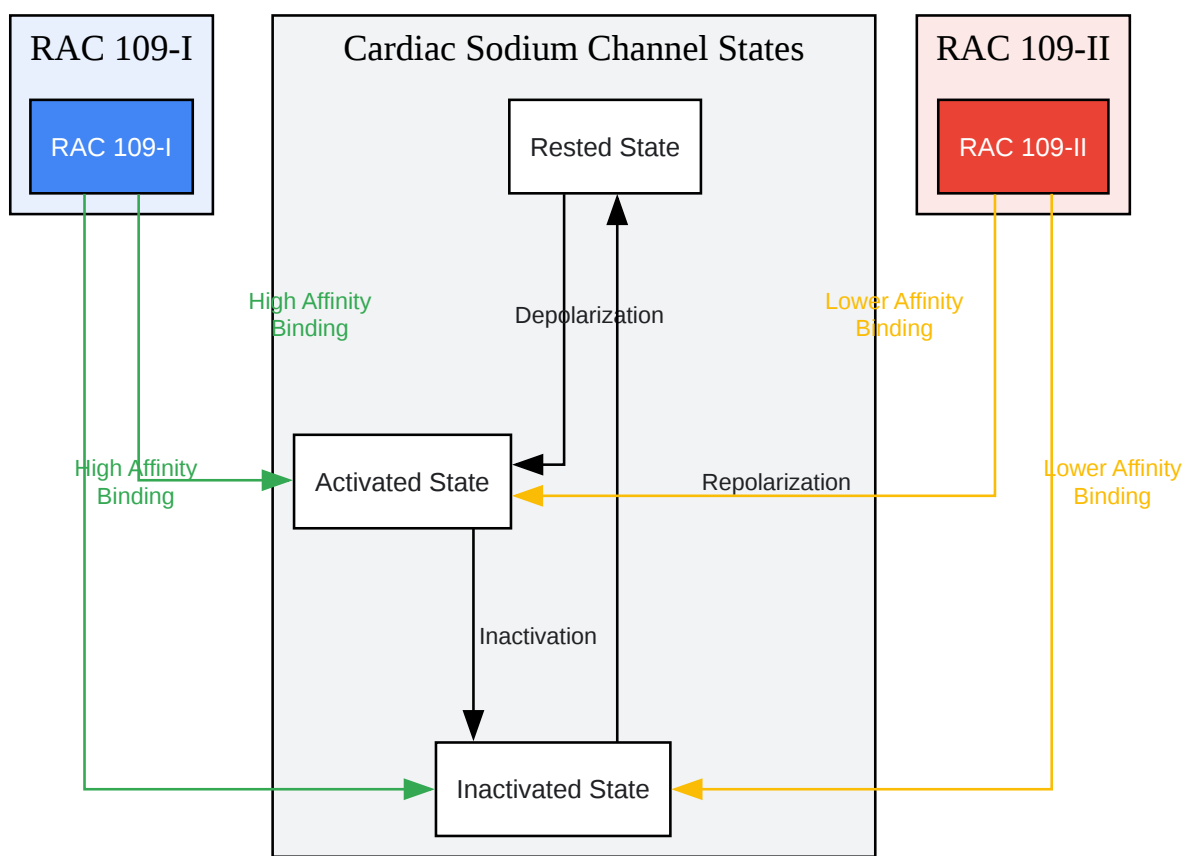 RAC 109-I
Cardiac Sodium Channel States
RAC 109-II
RAC 109-I
Rested State
RAC 109-II
High Affinity
Binding
Depolarization
Lower Affinity
Binding
High Affinity
Binding
Activated State
Repolarization
Lower Affinity
Binding
Inactivation
Inactivated State